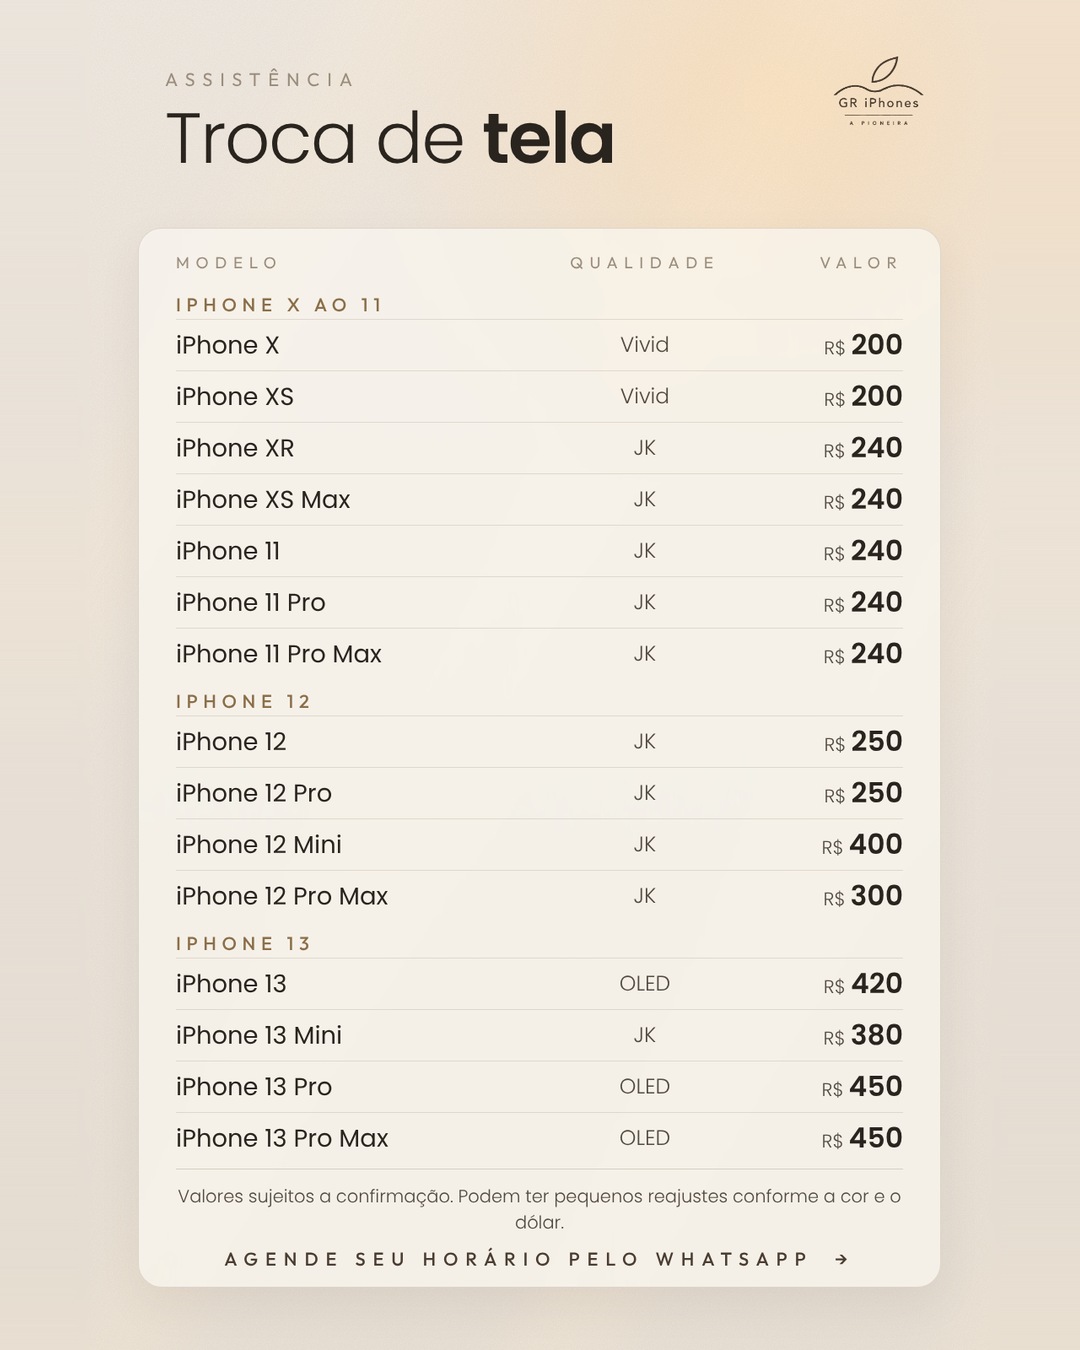 ASSISTÊNCIA
Troca de tela
GR iPhones
A PIONEIRA
MODELO QUALIDADE VALOR
IPHONE X AO 11
iPhone X Vivid R$ 200
iPhone XS Vivid R$ 200
iPhone XR JK R$ 240
iPhone XS Max JK R$ 240
iPhone 11 JK R$ 240
iPhone 11 Pro JK R$ 240
iPhone 11 Pro Max JK R$ 240
IPHONE 12
iPhone 12 JK R$ 250
iPhone 12 Pro JK R$ 250
iPhone 12 Mini JK R$ 400
iPhone 12 Pro Max JK R$ 300
IPHONE 13
iPhone 13 OLED R$ 420
iPhone 13 Mini JK R$ 380
iPhone 13 Pro OLED R$ 450
iPhone 13 Pro Max OLED R$ 450
Valores sujeitos a confirmação. Podem ter pequenos reajustes conforme a cor e o
dólar.
AGENDE SEU HORÁRIO PELO WHATSAPP →